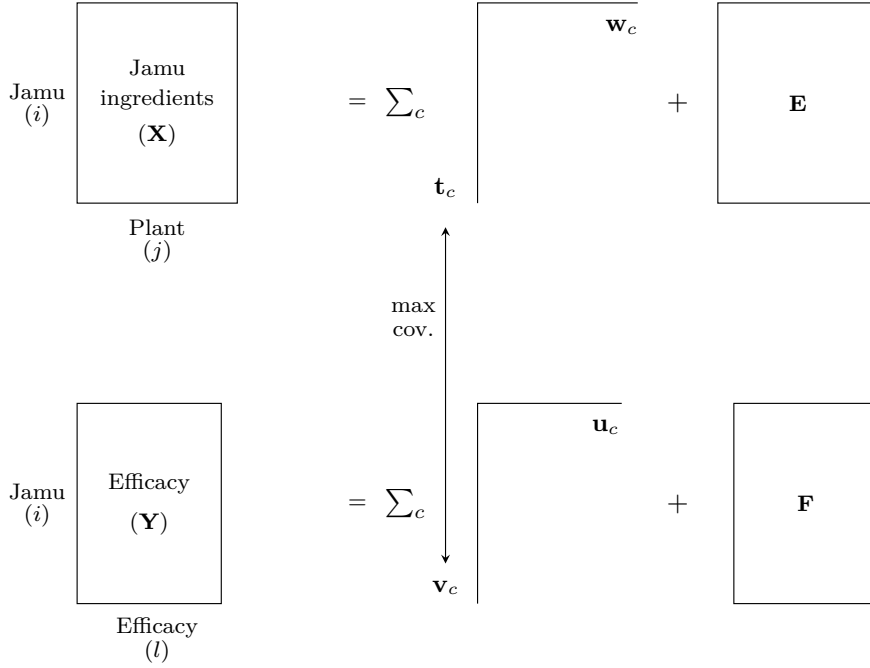 Jamu
(i)
Jamu
ingredients
(X)
Plant
(j)
= ∑c
wc
tc
+
E
max
cov.
Jamu
(i)
Efficacy
(Y)
Efficacy
(l)
= ∑c
uc
vc
+
F